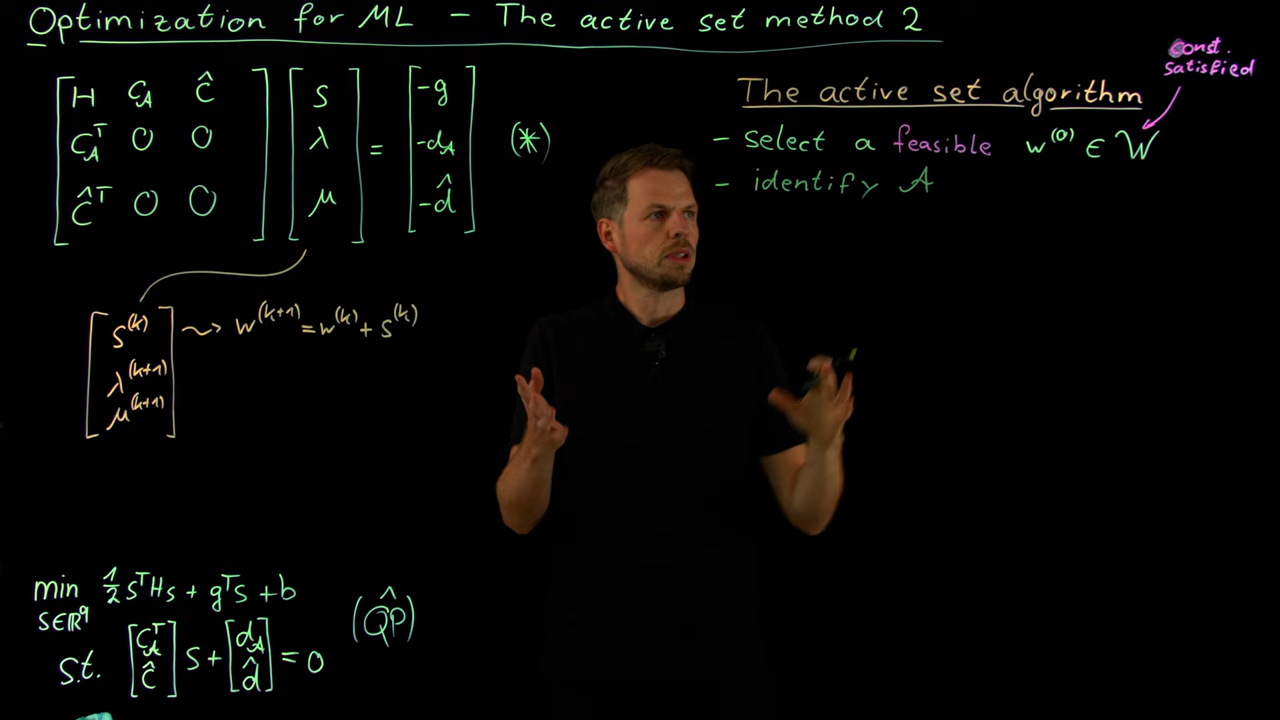 Optimization for ML – The active set method 2
[ H C_A Ĉ ] [ S ] = [ -g ]
[ C_A^T 0 0 ] [ λ ] = [ -d_A ] (*)
[ Ĉ^T 0 0 ] [ μ ] = [ -d̂ ]
[ S^(k) ] ⇝ w^(k+1) = w^(k) + S^(k)
[ λ^(k+1) ]
[ μ^(k+1) ]
min 1/2 S^T H S + g^T S + b
S∈ℝ^q
(Q̂P)
s.t. [ C_A^T ; Ĉ ] S + [ d_A ; d̂ ] = 0
const.
satisfied
The active set algorithm
- select a feasible w^(0) ∈ W
- identify A